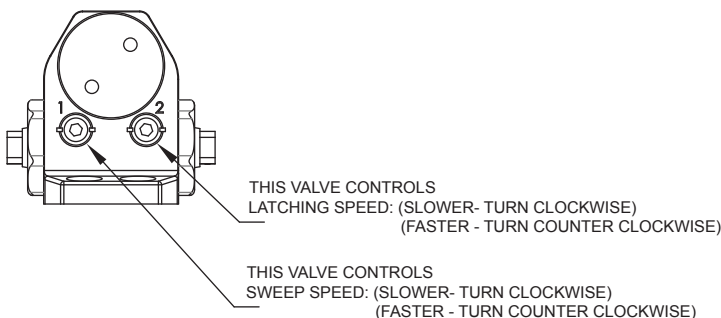 1 2
THIS VALVE CONTROLS
LATCHING SPEED: (SLOWER- TURN CLOCKWISE)
(FASTER - TURN COUNTER CLOCKWISE)
THIS VALVE CONTROLS
SWEEP SPEED: (SLOWER- TURN CLOCKWISE)
(FASTER - TURN COUNTER CLOCKWISE)